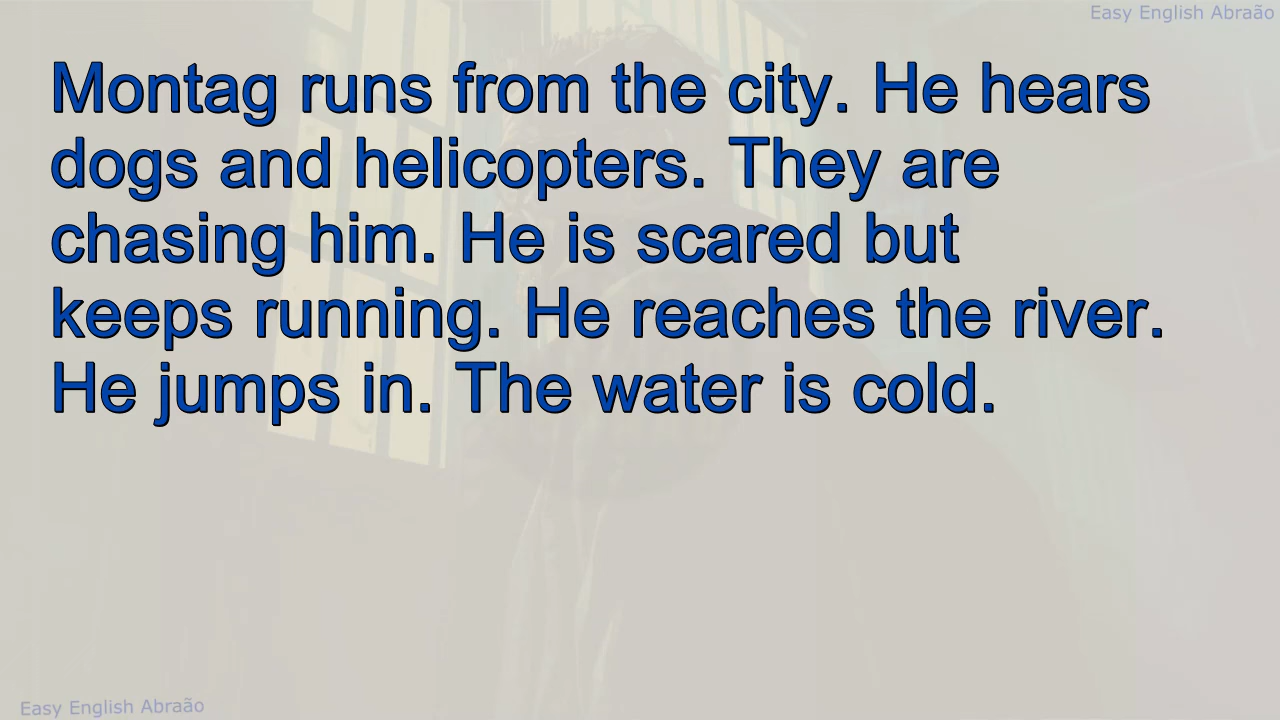 Easy English Abraão
Montag runs from the city. He hears
dogs and helicopters. They are
chasing him. He is scared but
keeps running. He reaches the river.
He jumps in. The water is cold.
Easy English Abraão